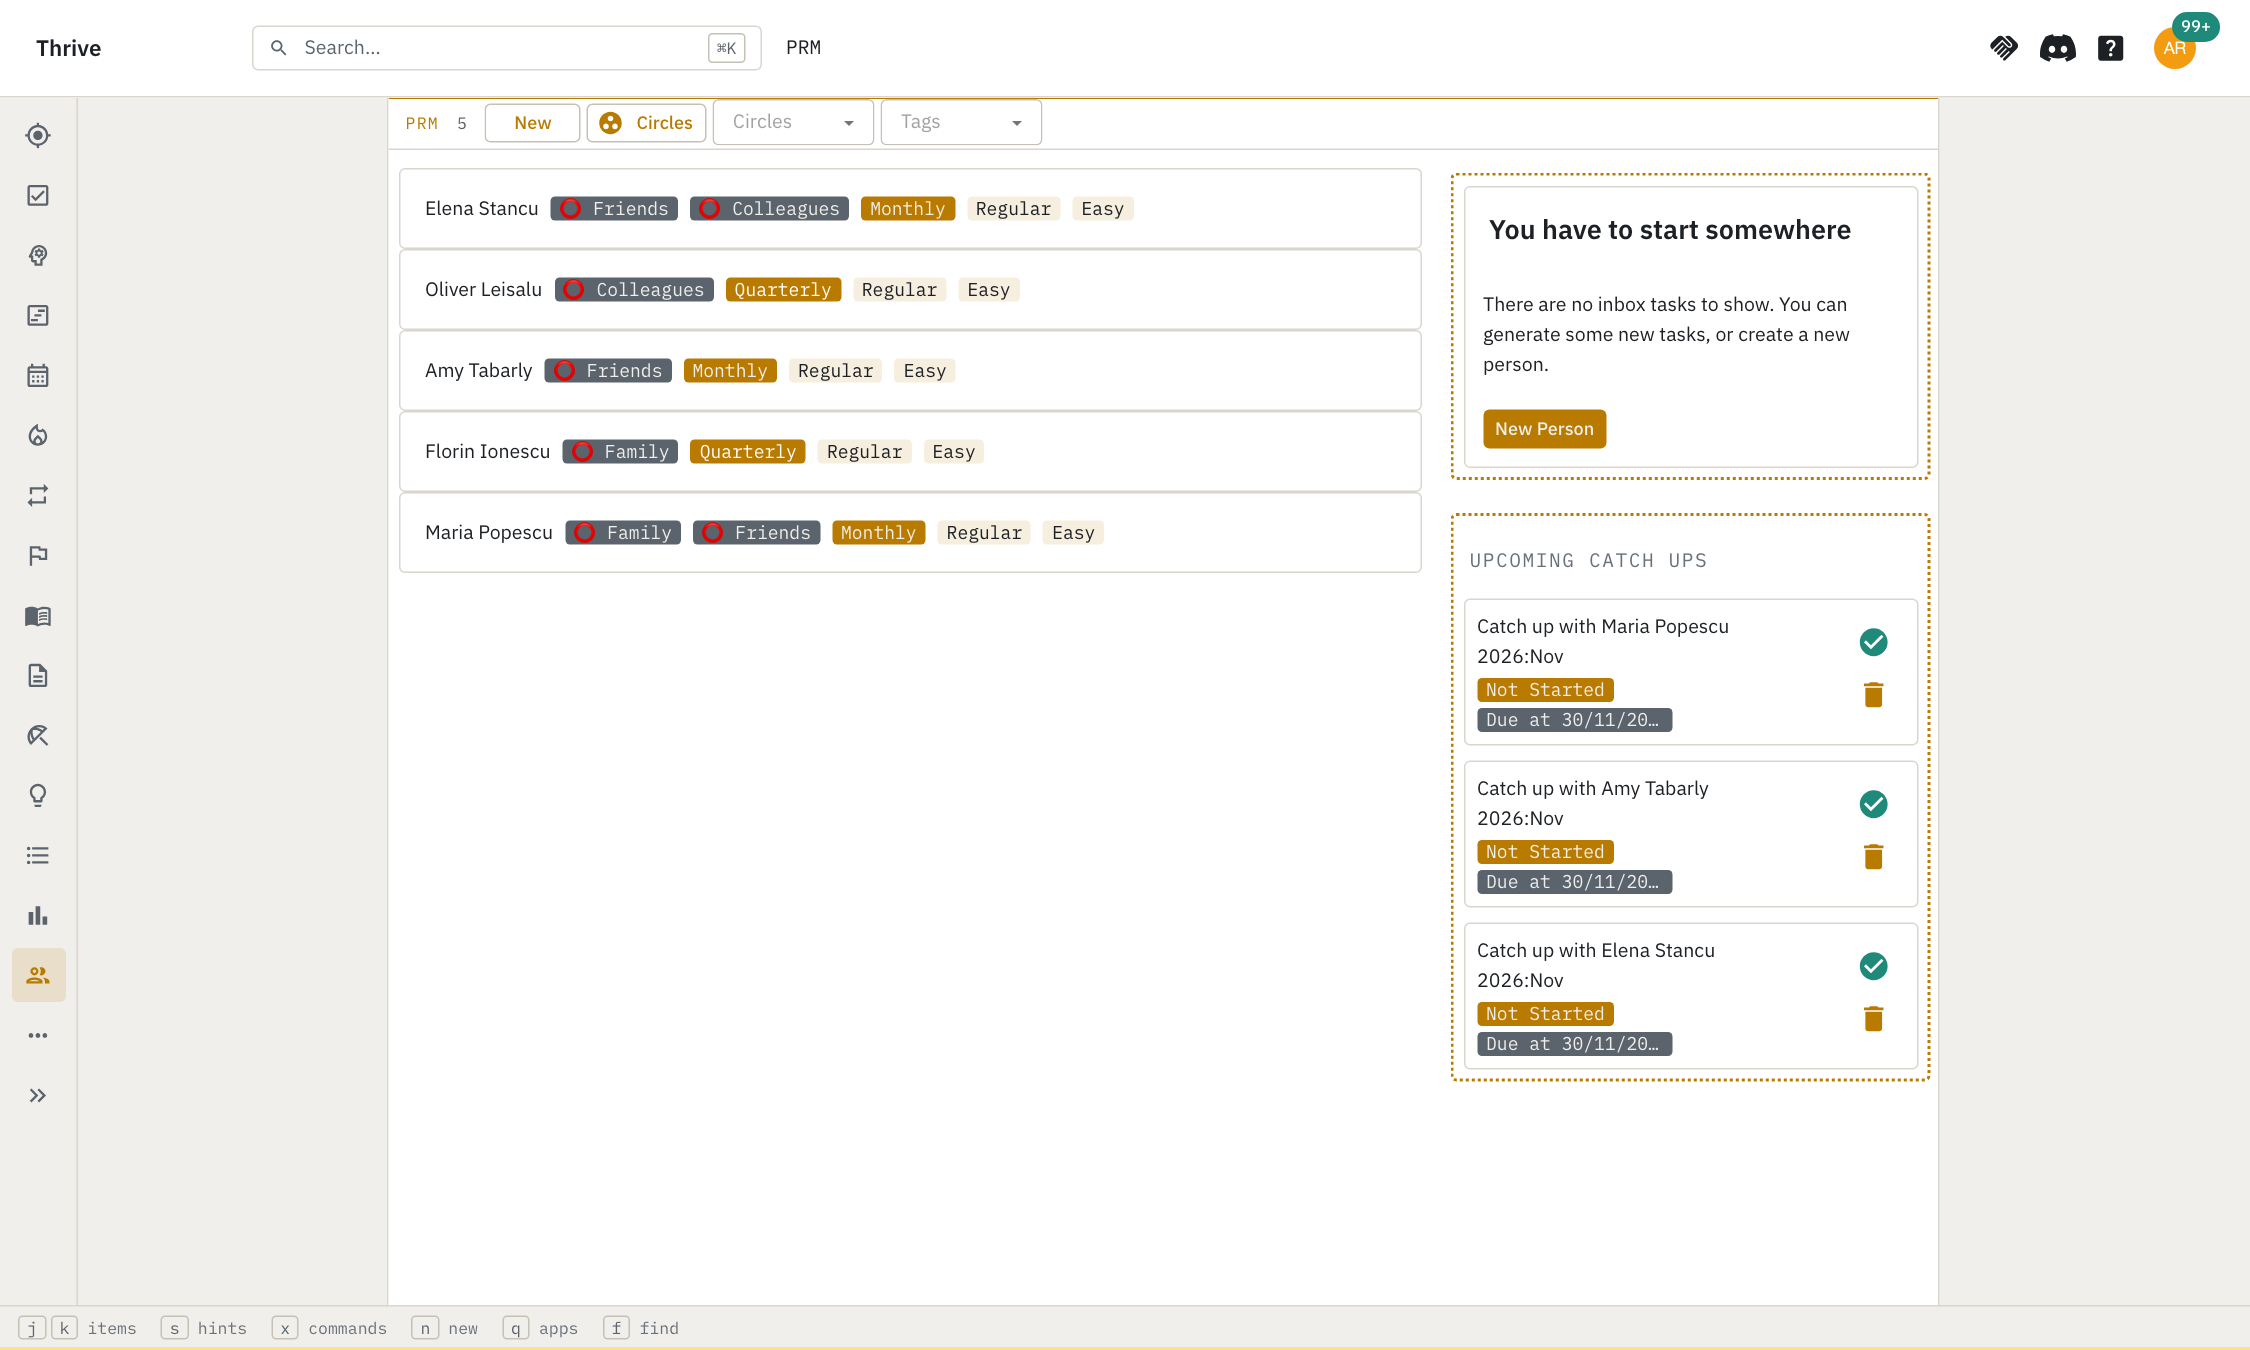 Thrive
Search...
⌘K
PRM
?
AR
99+
PRM 5 New Circles Circles Tags
Elena Stancu Friends Colleagues Monthly Regular Easy
Oliver Leisalu Colleagues Quarterly Regular Easy
Amy Tabarly Friends Monthly Regular Easy
Florin Ionescu Family Quarterly Regular Easy
Maria Popescu Family Friends Monthly Regular Easy
You have to start somewhere
There are no inbox tasks to show. You can
generate some new tasks, or create a new
person.
New Person
UPCOMING CATCH UPS
Catch up with Maria Popescu
2026:Nov
Not Started
Due at 30/11/20…
Catch up with Amy Tabarly
2026:Nov
Not Started
Due at 30/11/20…
Catch up with Elena Stancu
2026:Nov
Not Started
Due at 30/11/20…
j k items s hints x commands n new q apps f find